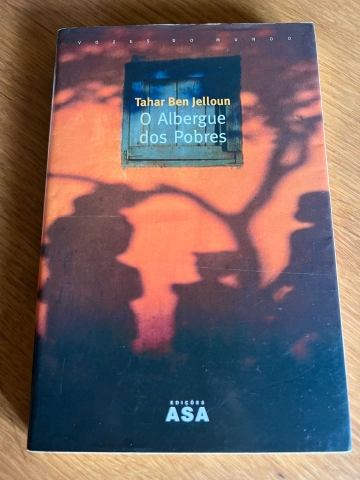 VOZES DO MUNDO
Tahar Ben Jelloun
O Albergue
dos Pobres
EDIÇÕES
ASA